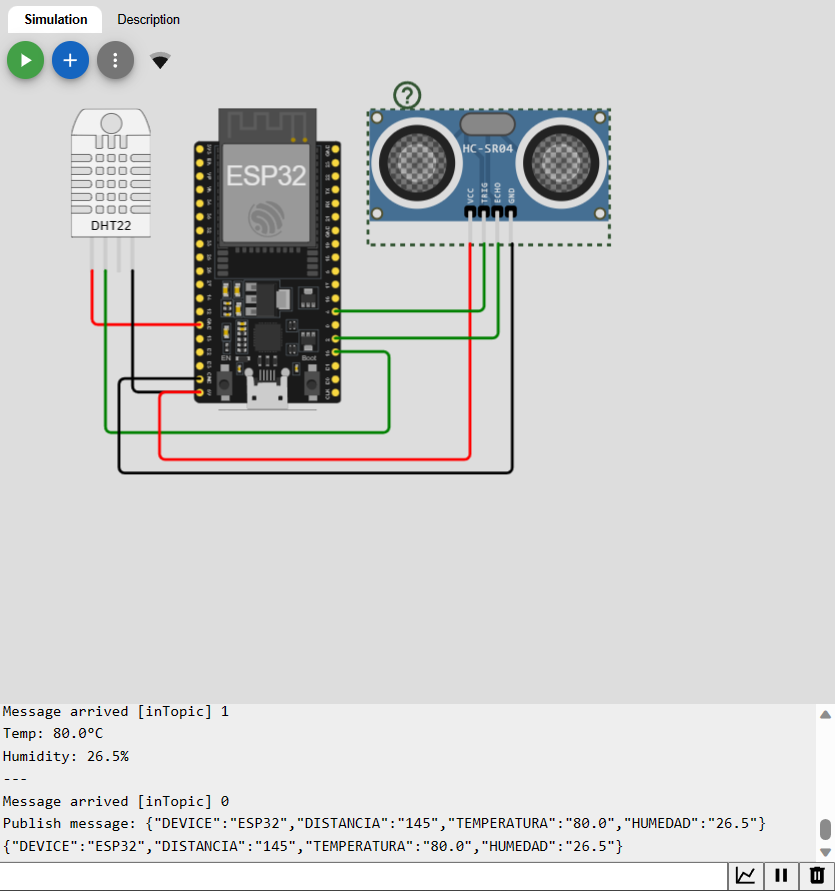 Simulation
Description
?
HC-SR04
VCC
TRIG
ECHO
GND
ESP32
DHT22
EN
Boot
Message arrived [inTopic] 1
Temp: 80.0ºC
Humidity: 26.5%
---
Message arrived [inTopic] 0
Publish message: {"DEVICE":"ESP32","DISTANCIA":"145","TEMPERATURA":"80.0","HUMEDAD":"26.5"}
{"DEVICE":"ESP32","DISTANCIA":"145","TEMPERATURA":"80.0","HUMEDAD":"26.5"}